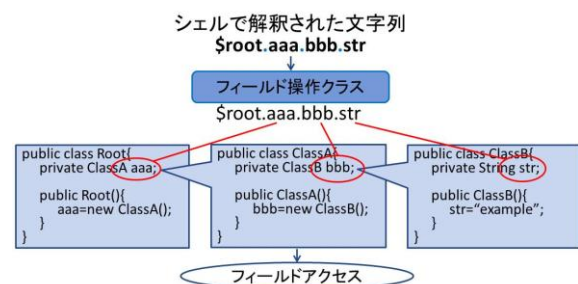 シェルで解釈された文字列
$root.aaa.bbb.str
フィールド操作クラス
$root.aaa.bbb.str
public class Root{
private ClassA aaa;
public Root(){
aaa=new ClassA();
}
}
public class ClassA{
private ClassB bbb;
public ClassA(){
bbb=new ClassB();
}
}
public class ClassB{
private String str;
public ClassB(){
str=“example”;
}
}
フィールドアクセス